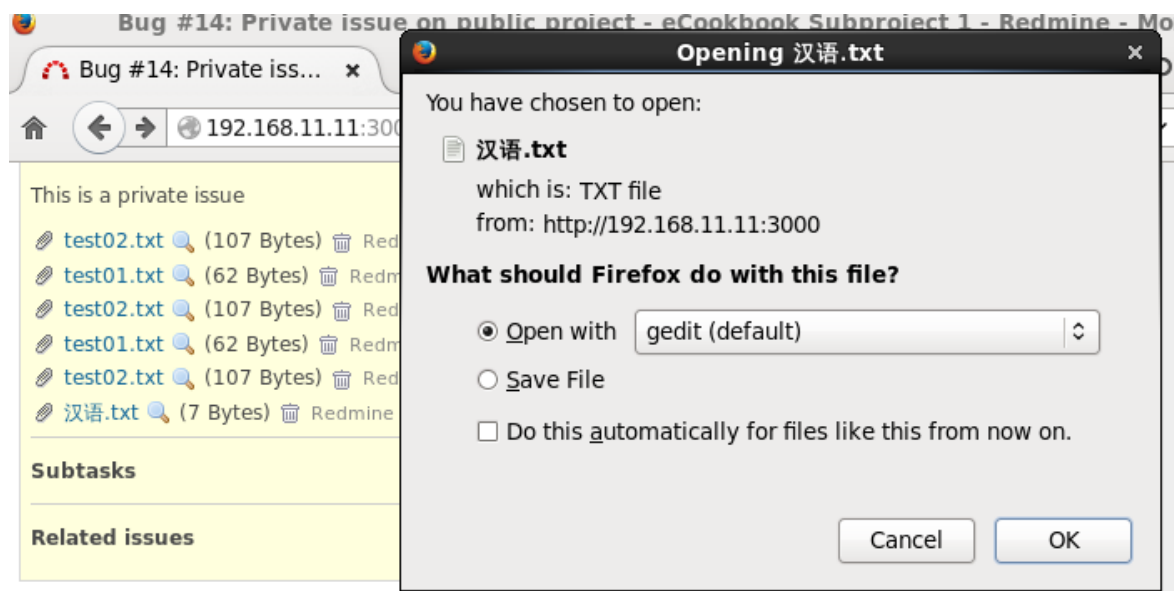 Bug #14: Private issue on public project - eCookbook Subproject 1 - Redmine - Mo
Bug #14: Private iss... ×
192.168.11.11:300
This is a private issue
test02.txt (107 Bytes) Red
test01.txt (62 Bytes) Redm
test02.txt (107 Bytes) Red
test01.txt (62 Bytes) Redm
test02.txt (107 Bytes) Red
汉语.txt (7 Bytes) Redmine
Subtasks
Related issues
Opening 汉语.txt ×
You have chosen to open:
汉语.txt
which is: TXT file
from: http://192.168.11.11:3000
What should Firefox do with this file?
Open with gedit (default)
Save File
Do this automatically for files like this from now on.
Cancel OK